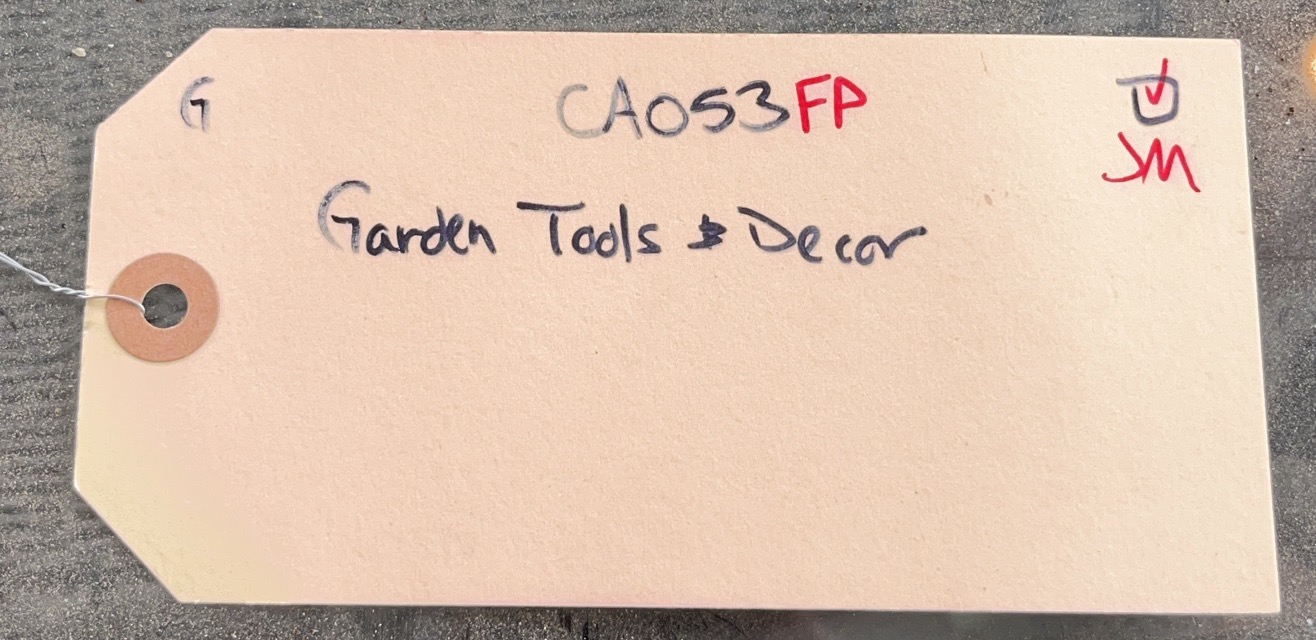 G CA053FP
JM
Garden Tools & Decor